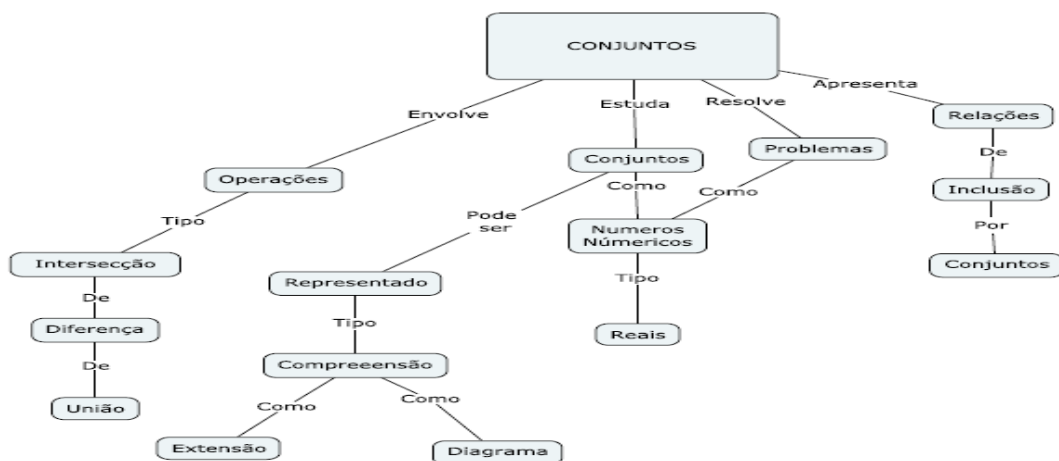 CONJUNTOS
Apresenta
Envolve
Estuda
Resolve
Relações
Operações
Conjuntos
Problemas
De
Tipo
Pode
ser
Como
Como
Inclusão
Numeros
Númericos
Por
Intersecção
Representado
Tipo
Conjuntos
De
Tipo
Diferença
Reais
De
Compreeensão
União
Como
Como
Extensão
Diagrama